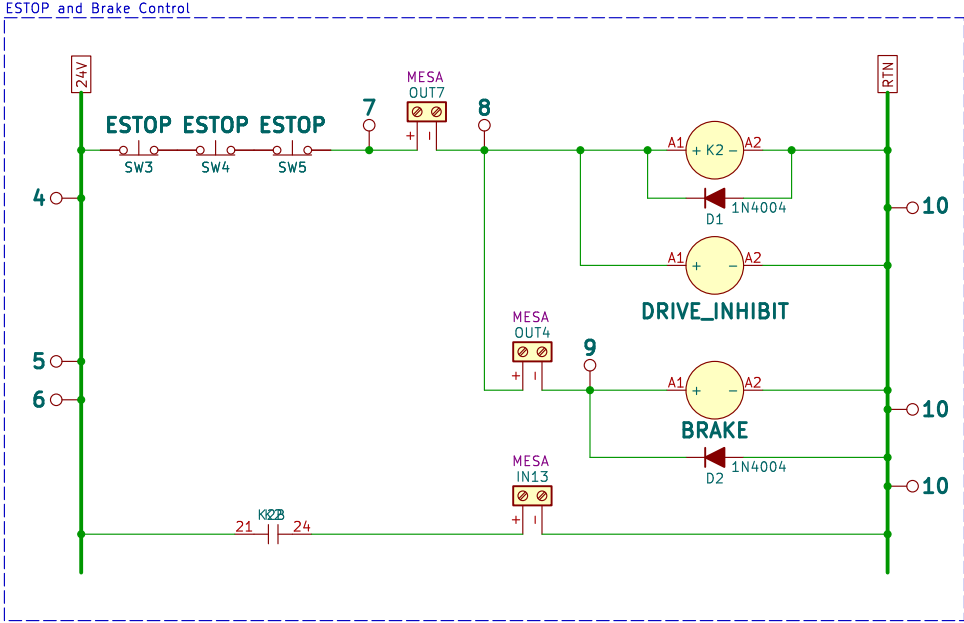 ESTOP and Brake Control
24V
RTN
MESA
OUT7
+ -
7
8
ESTOP ESTOP ESTOP
SW3 SW4 SW5
A1 + K2 - A2
1N4004
D1
4
10
A1 + - A2
DRIVE_INHIBIT
MESA
OUT4
+ -
9
5
6
A1 + - A2
BRAKE
10
1N4004
D2
MESA
IN13
+ -
10
21 24